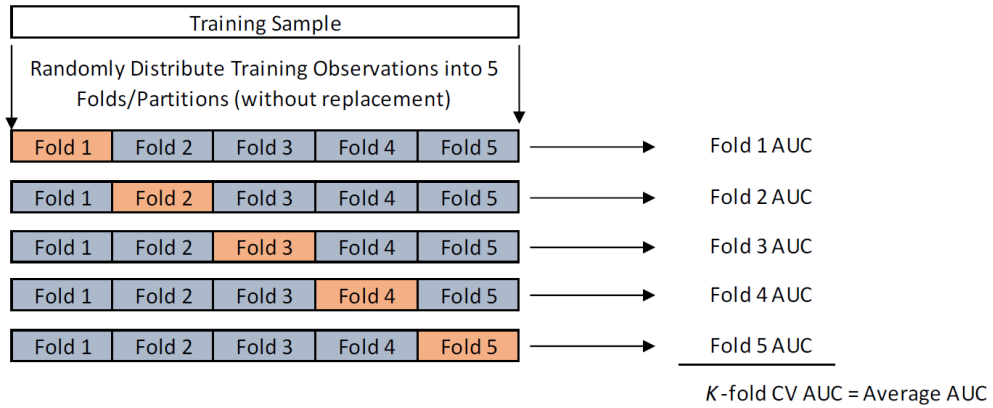 Training Sample
Randomly Distribute Training Observations into 5
Folds/Partitions (without replacement)
Fold 1 Fold 2 Fold 3 Fold 4 Fold 5 Fold 1 AUC
Fold 1 Fold 2 Fold 3 Fold 4 Fold 5 Fold 2 AUC
Fold 1 Fold 2 Fold 3 Fold 4 Fold 5 Fold 3 AUC
Fold 1 Fold 2 Fold 3 Fold 4 Fold 5 Fold 4 AUC
Fold 1 Fold 2 Fold 3 Fold 4 Fold 5 Fold 5 AUC
K-fold CV AUC = Average AUC